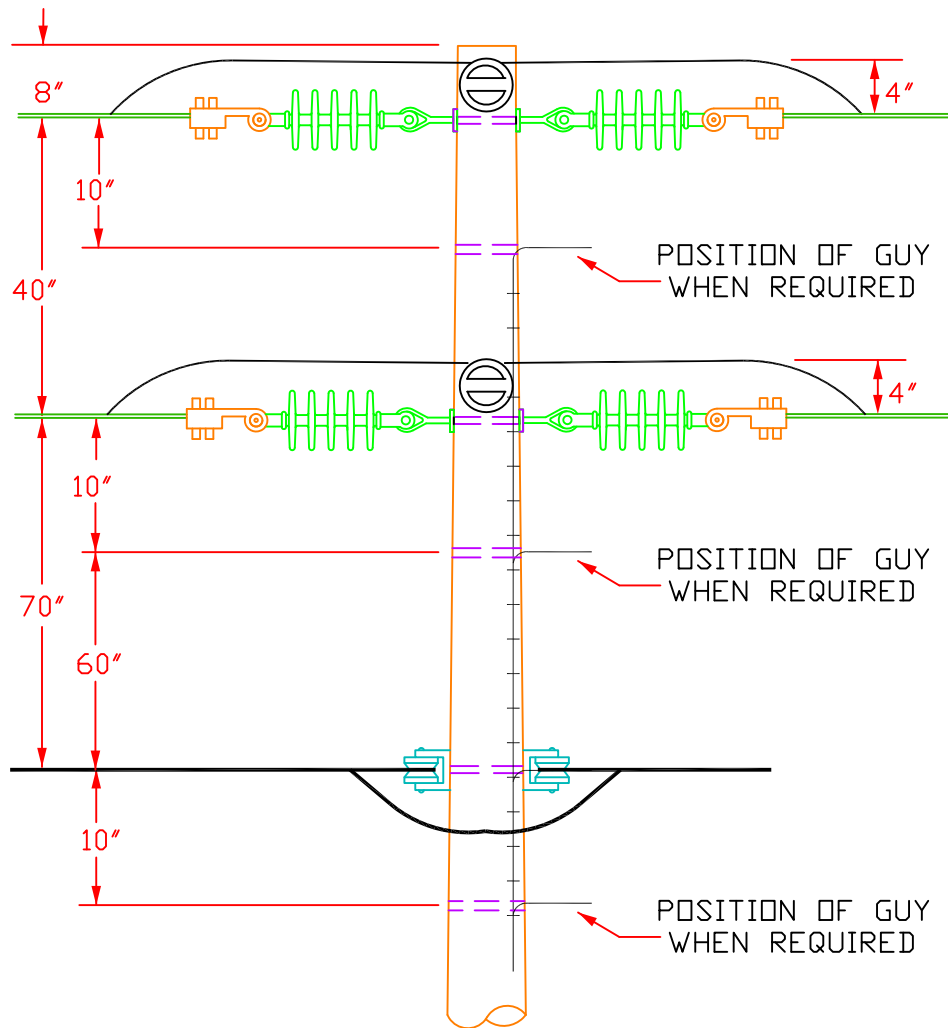 8"
4"
10"
40"
POSITION OF GUY
WHEN REQUIRED
4"
10"
POSITION OF GUY
WHEN REQUIRED
70"
60"
10"
POSITION OF GUY
WHEN REQUIRED